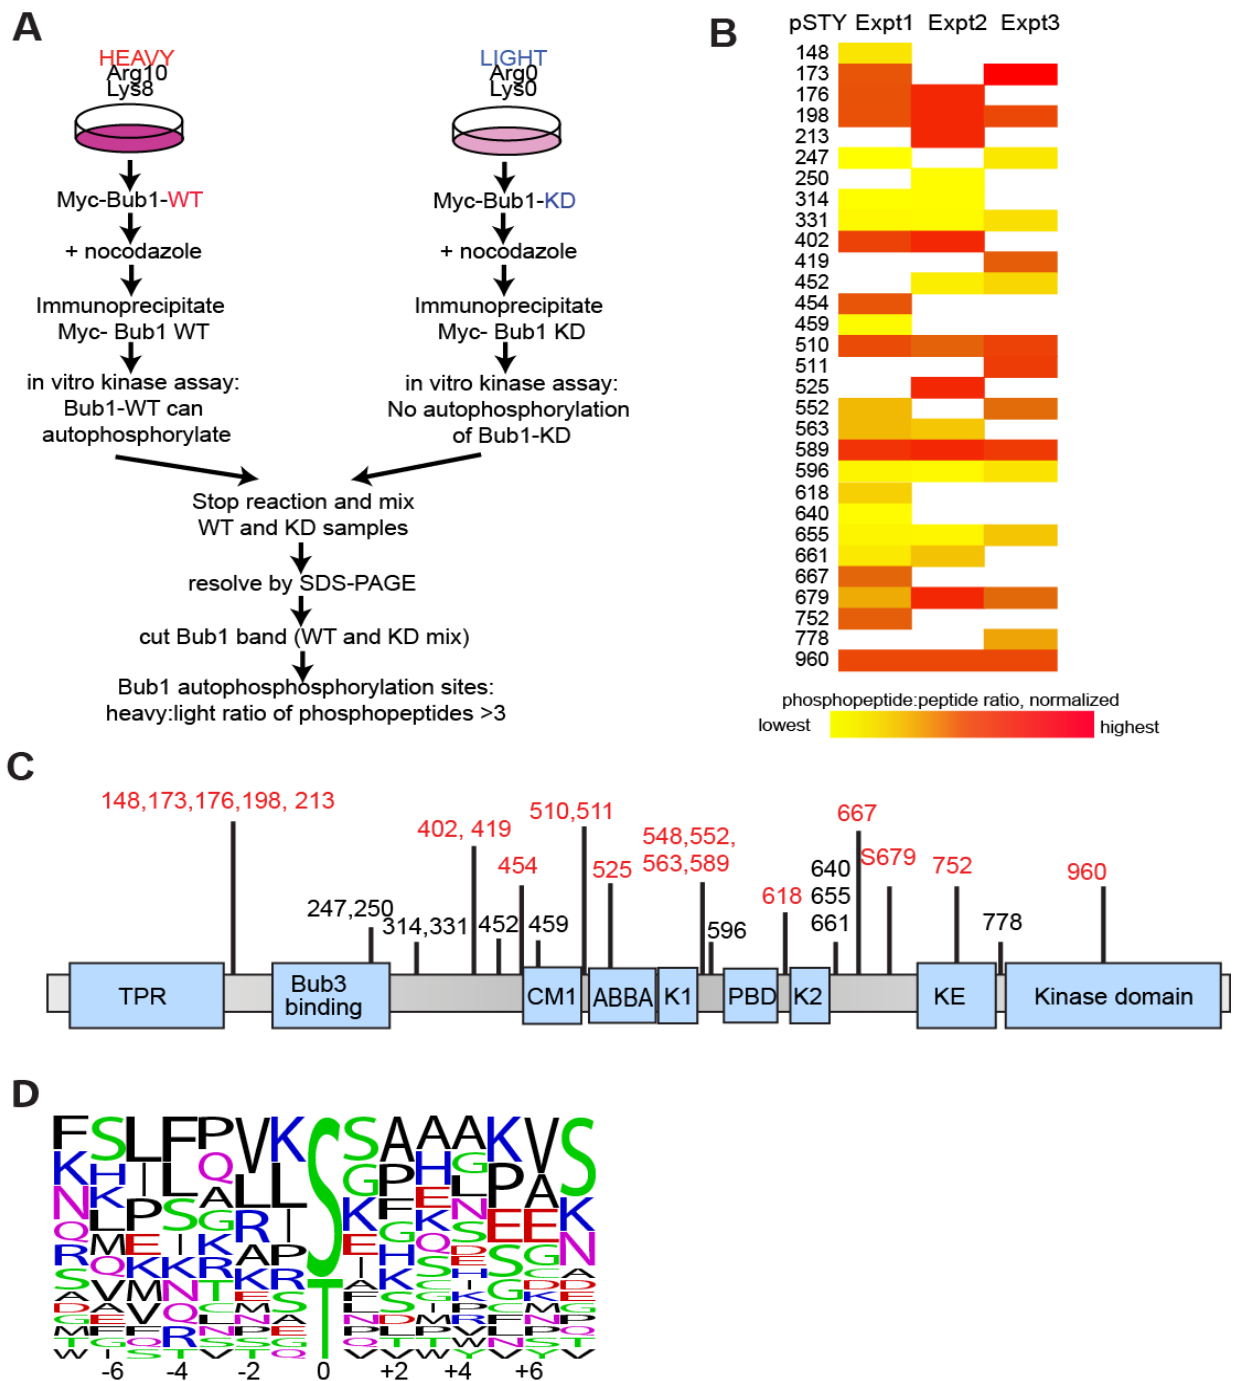 A
HEAVY
Arg10
Lys8
LIGHT
Arg0
Lys0
Myc-Bub1-WT
Myc-Bub1-KD
+ nocodazole
+ nocodazole
Immunoprecipitate
Myc- Bub1 WT
Immunoprecipitate
Myc- Bub1 KD
in vitro kinase assay:
Bub1-WT can
autophosphorylate
in vitro kinase assay:
No autophosphorylation
of Bub1-KD
Stop reaction and mix
WT and KD samples
resolve by SDS-PAGE
cut Bub1 band (WT and KD mix)
Bub1 autophosphosphorylation sites:
heavy:light ratio of phosphopeptides >3
B
pSTY Expt1 Expt2 Expt3
148
173
176
198
213
247
250
314
331
402
419
452
454
459
510
511
525
552
563
589
596
618
640
655
661
667
679
752
778
960
phosphopeptide:peptide ratio, normalized
lowest
highest
C
148,173,176,198, 213
247,250
314,331
402, 419
452
454
459
510,511
525
548,552,
563,589
596
618
640
655
661
667
S679
752
778
960
TPR
Bub3
binding
CM1
ABBA
K1
PBD
K2
KE
Kinase domain
D
F S L F P V K S S A A A K V S
-6 -4 -2 0 +2 +4 +6